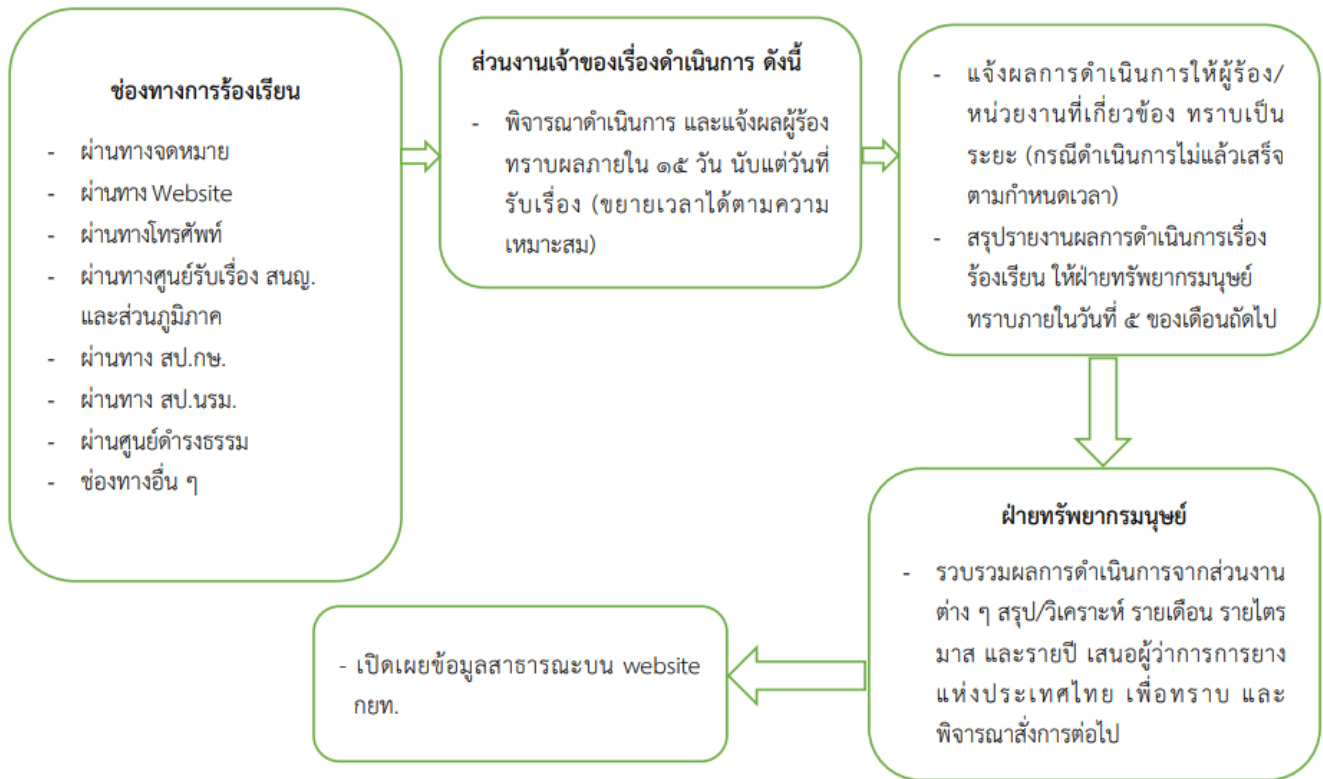 ช่องทางการร้องเรียน
- ผ่านทางจดหมาย
- ผ่านทาง Website
- ผ่านทางโทรศัพท์
- ผ่านทางศูนย์รับเรื่อง สนญ.
และส่วนภูมิภาค
- ผ่านทาง สป.กษ.
- ผ่านทาง สป.นรม.
- ผ่านศูนย์ดำรงธรรม
- ช่องทางอื่น ๆ
ส่วนงานเจ้าของเรื่องดำเนินการ ดังนี้
- พิจารณาดำเนินการ และแจ้งผลผู้ร้อง
ทราบผลภายใน ๑๕ วัน นับแต่วันที่
รับเรื่อง (ขยายเวลาได้ตามความ
เหมาะสม)
- แจ้งผลการดำเนินการให้ผู้ร้อง/
หน่วยงานที่เกี่ยวข้อง ทราบเป็น
ระยะ (กรณีดำเนินการไม่แล้วเสร็จ
ตามกำหนดเวลา)
- สรุปรายงานผลการดำเนินการเรื่อง
ร้องเรียน ให้ฝ่ายทรัพยากรมนุษย์
ทราบภายในวันที่ ๕ ของเดือนถัดไป
ฝ่ายทรัพยากรมนุษย์
- รวบรวมผลการดำเนินการจากส่วนงาน
ต่าง ๆ สรุป/วิเคราะห์ รายเดือน รายไตร
มาส และรายปี เสนอผู้ว่าการการยาง
แห่งประเทศไทย เพื่อทราบ และ
พิจารณาสั่งการต่อไป
- เปิดเผยข้อมูลสาธารณะบน website
กยท.